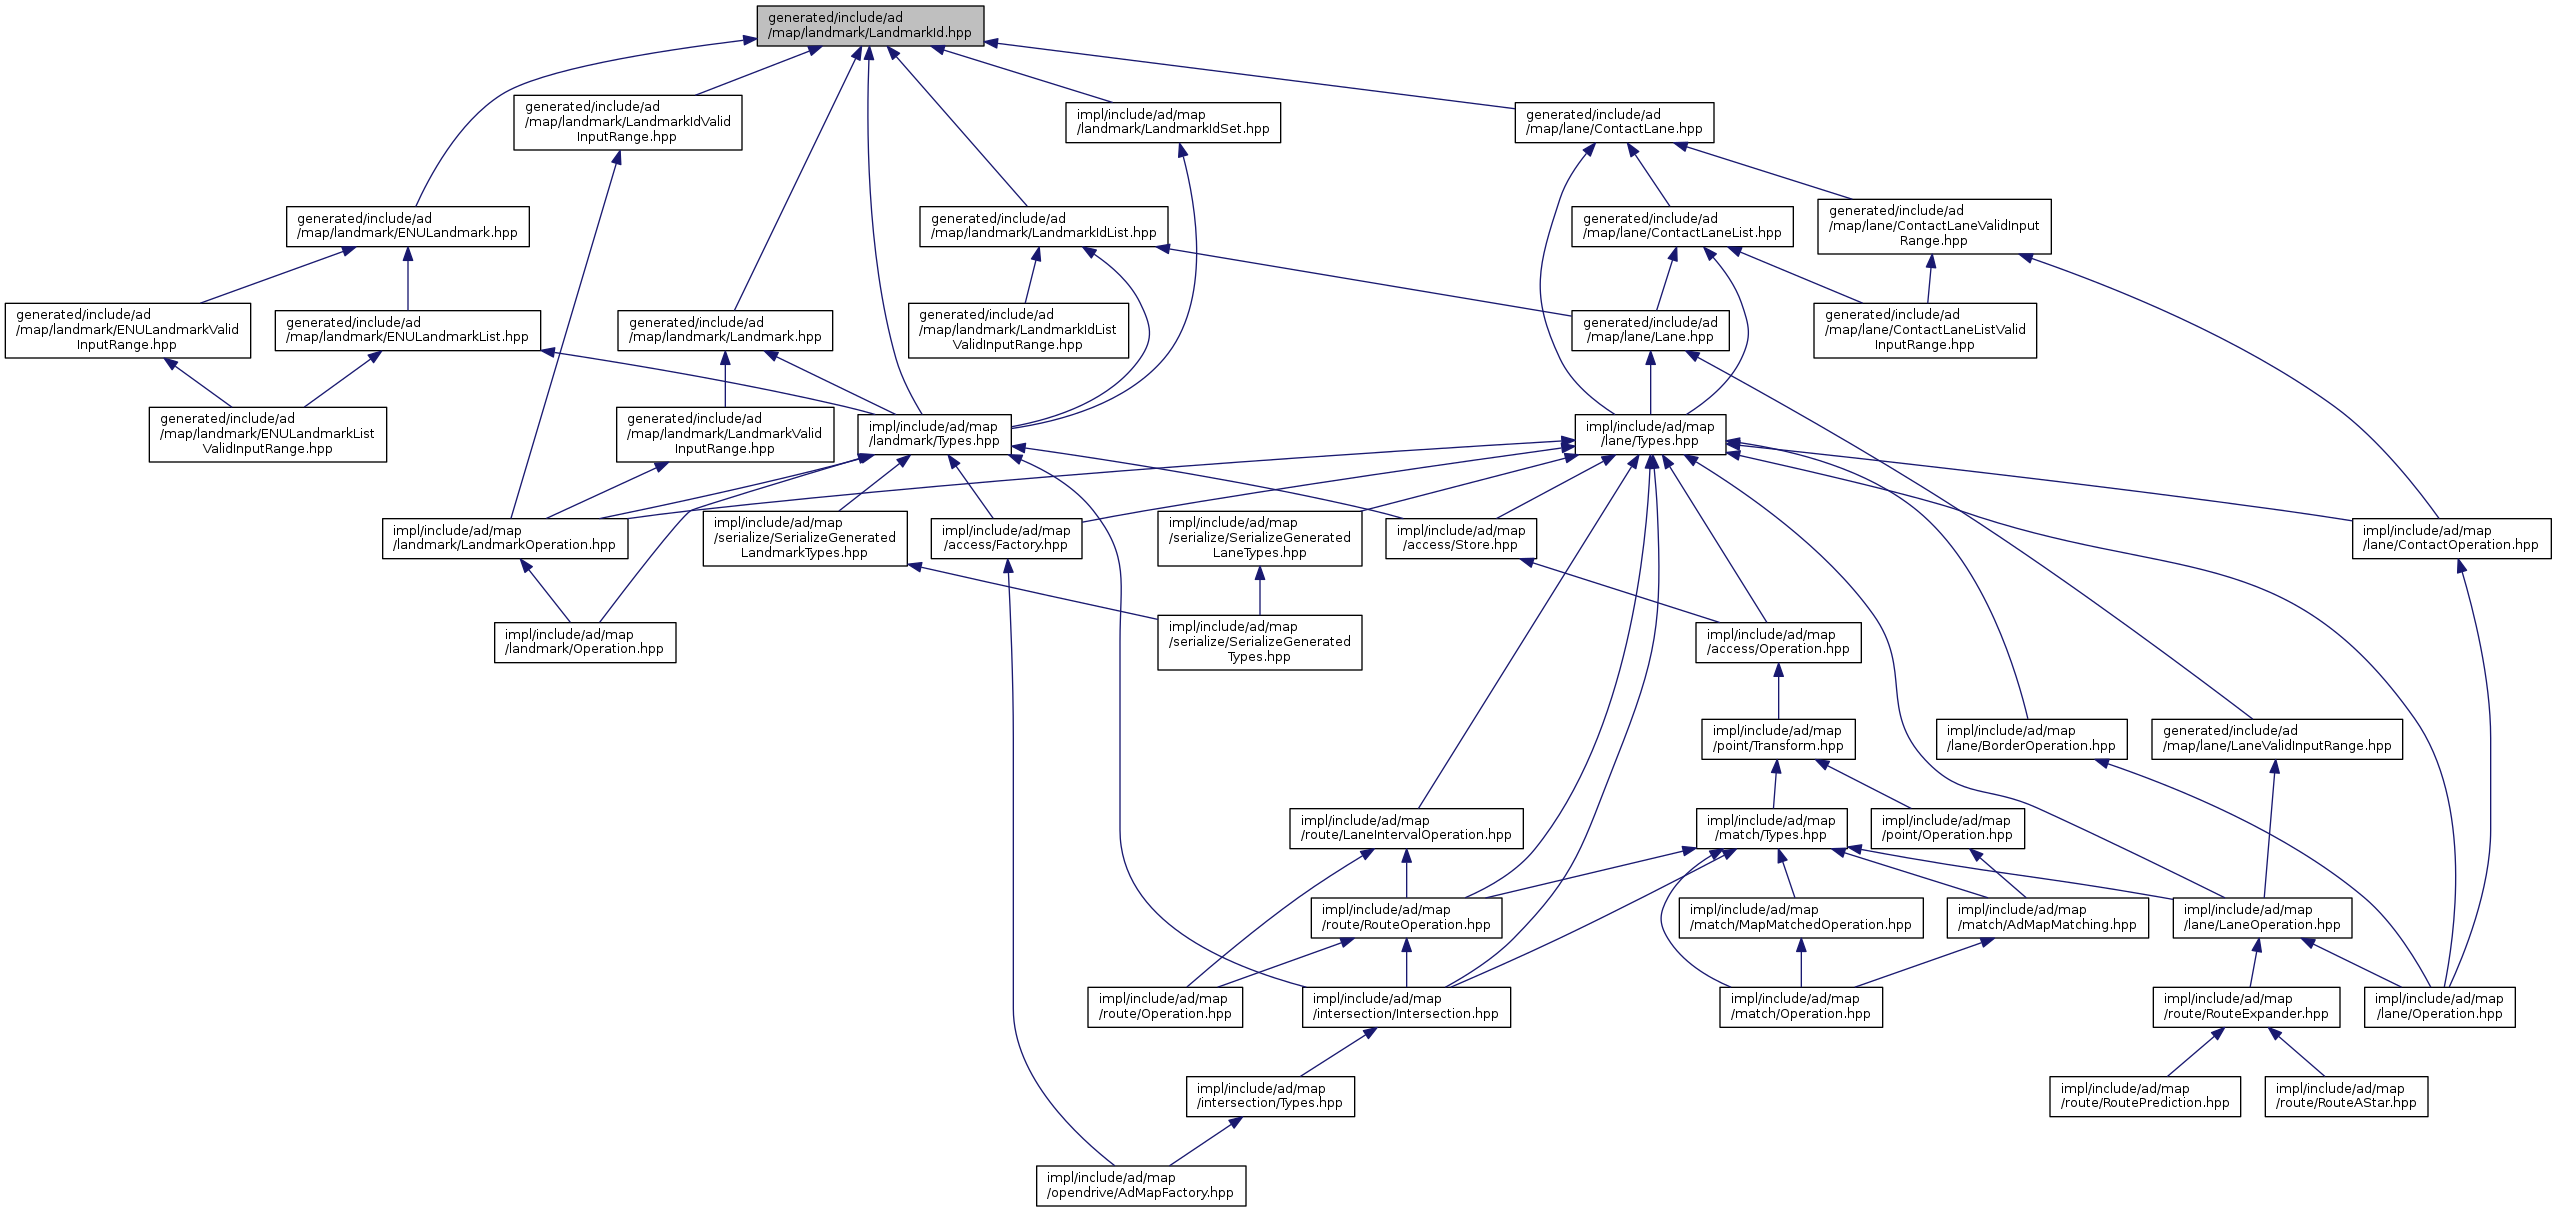 generated/include/ad
/map/landmark/LandmarkId.hpp
generated/include/ad
/map/landmark/LandmarkIdValid
InputRange.hpp
impl/include/ad/map
/landmark/LandmarkIdSet.hpp
generated/include/ad
/map/lane/ContactLane.hpp
generated/include/ad
/map/landmark/ENULandmark.hpp
generated/include/ad
/map/landmark/LandmarkIdList.hpp
generated/include/ad
/map/lane/ContactLaneList.hpp
generated/include/ad
/map/lane/ContactLaneValidInput
Range.hpp
generated/include/ad
/map/landmark/ENULandmarkValid
InputRange.hpp
generated/include/ad
/map/landmark/ENULandmarkList.hpp
generated/include/ad
/map/landmark/Landmark.hpp
generated/include/ad
/map/landmark/LandmarkIdList
ValidInputRange.hpp
generated/include/ad
/map/lane/Lane.hpp
generated/include/ad
/map/lane/ContactLaneListValid
InputRange.hpp
generated/include/ad
/map/landmark/ENULandmarkList
ValidInputRange.hpp
generated/include/ad
/map/landmark/LandmarkValid
InputRange.hpp
impl/include/ad/map
/landmark/Types.hpp
impl/include/ad/map
/lane/Types.hpp
impl/include/ad/map
/landmark/LandmarkOperation.hpp
impl/include/ad/map
/serialize/SerializeGenerated
LandmarkTypes.hpp
impl/include/ad/map
/access/Factory.hpp
impl/include/ad/map
/serialize/SerializeGenerated
LaneTypes.hpp
impl/include/ad/map
/access/Store.hpp
impl/include/ad/map
/lane/ContactOperation.hpp
impl/include/ad/map
/landmark/Operation.hpp
impl/include/ad/map
/serialize/SerializeGenerated
Types.hpp
impl/include/ad/map
/access/Operation.hpp
impl/include/ad/map
/point/Transform.hpp
impl/include/ad/map
/lane/BorderOperation.hpp
generated/include/ad
/map/lane/LaneValidInputRange.hpp
impl/include/ad/map
/route/LaneIntervalOperation.hpp
impl/include/ad/map
/match/Types.hpp
impl/include/ad/map
/point/Operation.hpp
impl/include/ad/map
/route/RouteOperation.hpp
impl/include/ad/map
/match/MapMatchedOperation.hpp
impl/include/ad/map
/match/AdMapMatching.hpp
impl/include/ad/map
/lane/LaneOperation.hpp
impl/include/ad/map
/route/Operation.hpp
impl/include/ad/map
/intersection/Intersection.hpp
impl/include/ad/map
/match/Operation.hpp
impl/include/ad/map
/route/RouteExpander.hpp
impl/include/ad/map
/lane/Operation.hpp
impl/include/ad/map
/intersection/Types.hpp
impl/include/ad/map
/route/RoutePrediction.hpp
impl/include/ad/map
/route/RouteAStar.hpp
impl/include/ad/map
/opendrive/AdMapFactory.hpp